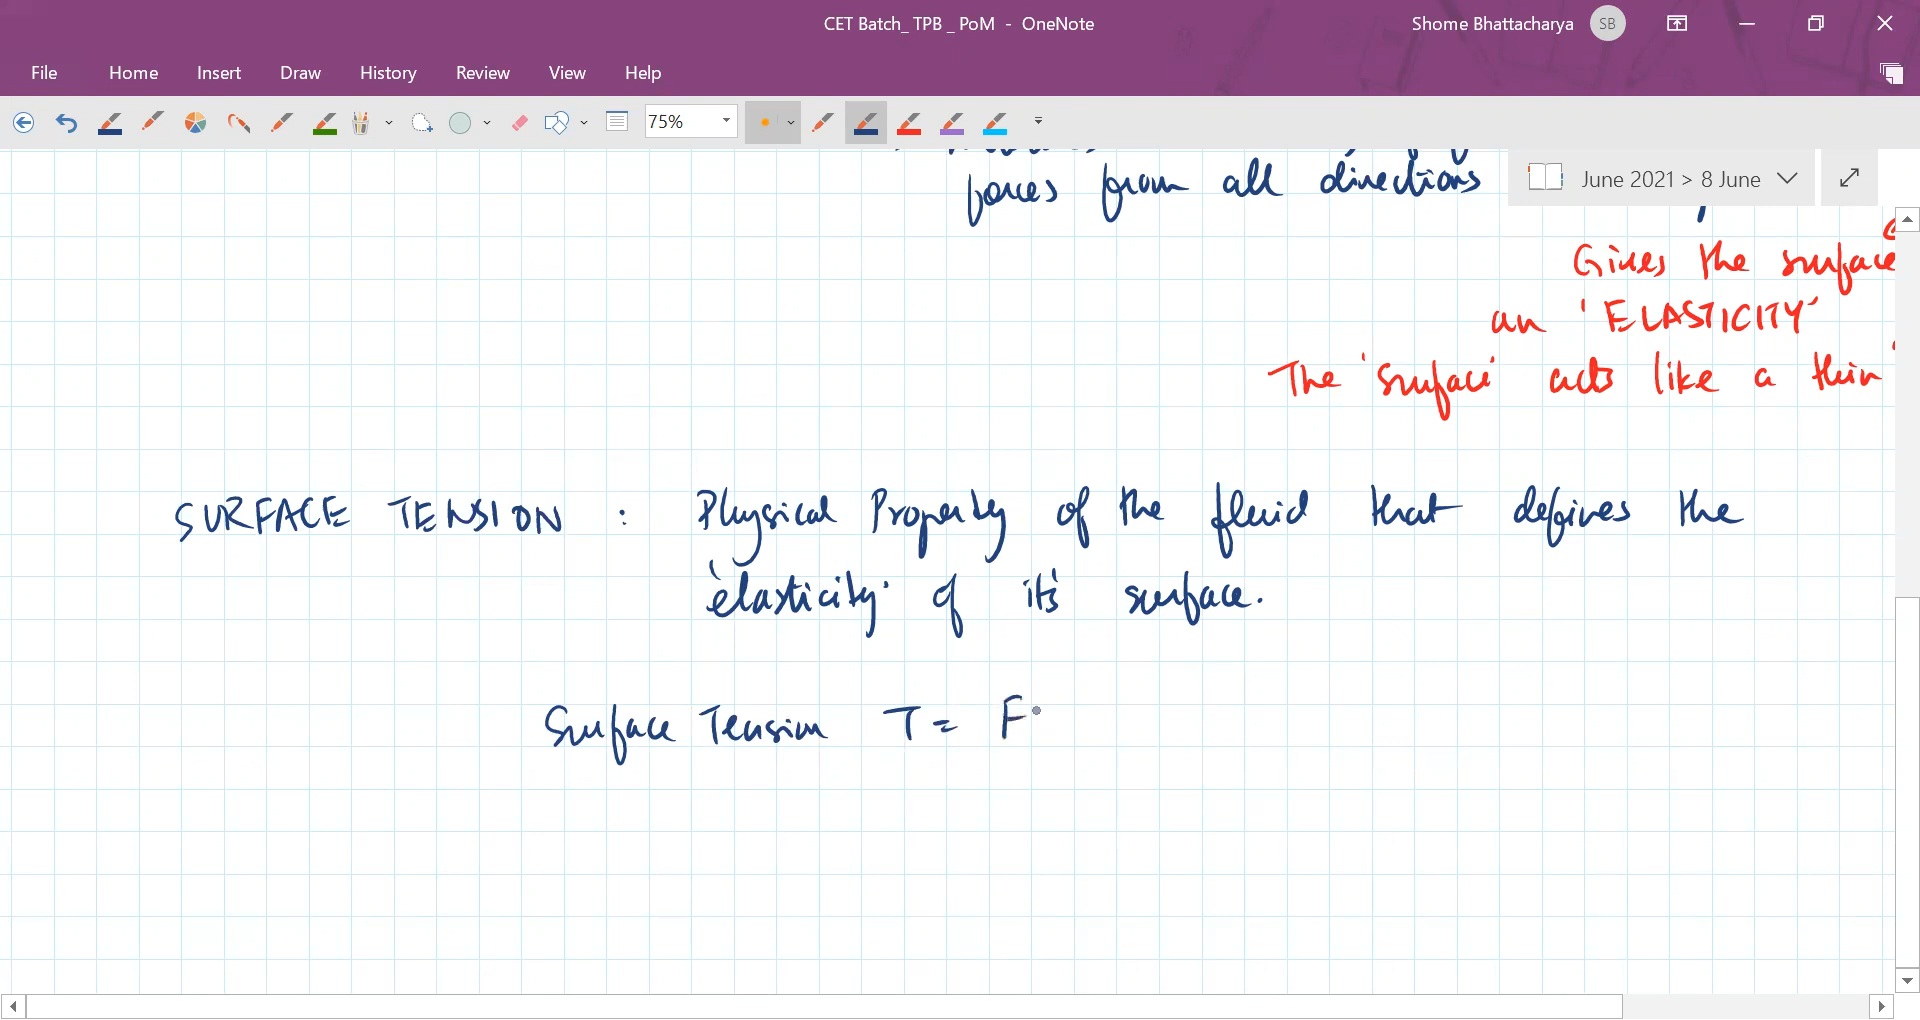 CET Batch_ TPB _ PoM - OneNote
Shome Bhattacharya SB
File Home Insert Draw History Review View Help
75%
June 2021 > 8 June
forces from all directions
Gives the surface
an 'ELASTICITY'
The 'surface' acts like a thin
SURFACE TENSION : Physical Property of the fluid that defines the
'elasticity' of it's surface.
Surface Tension T = F